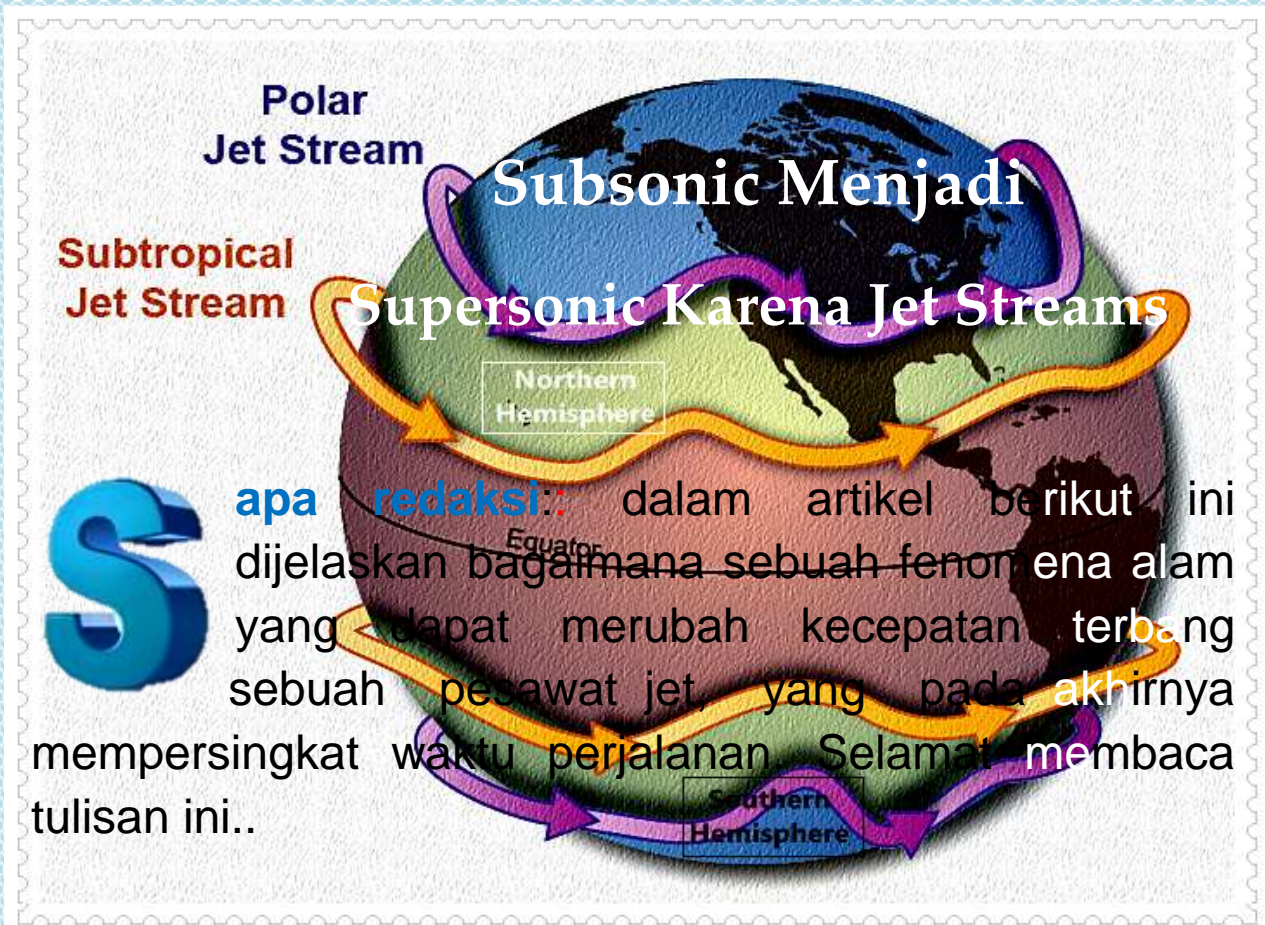 Polar
Jet Stream
Subsonic Menjadi
Subtropical
Jet Stream
Supersonic Karena Jet Streams
Northern
Hemisphere
Sapa redaksi:: dalam artikel berikut ini
Equator
dijelaskan bagaimana sebuah fenomena alam
yang dapat merubah kecepatan terbang
sebuah pesawat jet, yang pada akhirnya
mempersingkat waktu perjalanan. Selamat membaca
tulisan ini..
Southern
Hemisphere